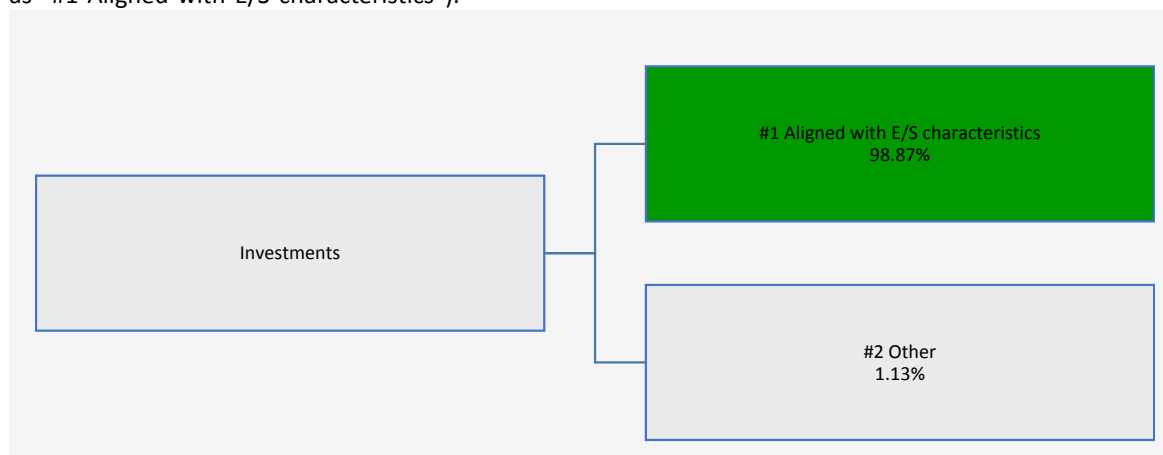 as "#1 Aligned with E/S characteristics").
#1 Aligned with E/S characteristics
98.87%
Investments
#2 Other
1.13%